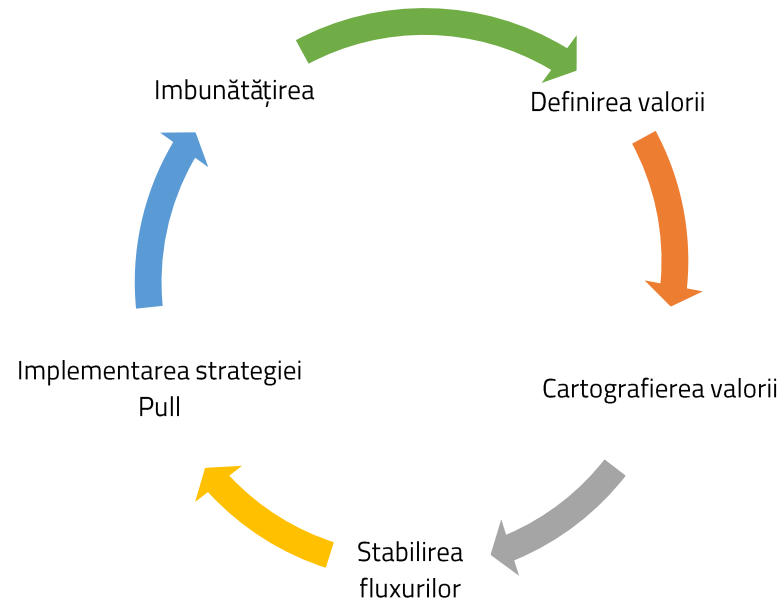 Imbunătățirea
Definirea valorii
Implementarea strategiei
Pull
Cartografierea valorii
Stabilirea
fluxurilor